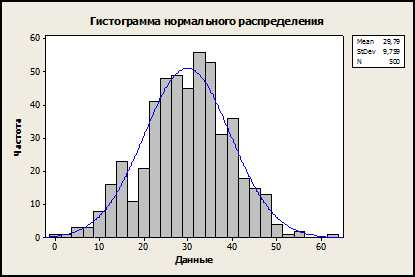 Гистограмма нормального распределения
Mean 29,79
StDev 9,759
N 500
60
50
40
30
20
10
0
Частота
0 10 20 30 40 50 60
Данные